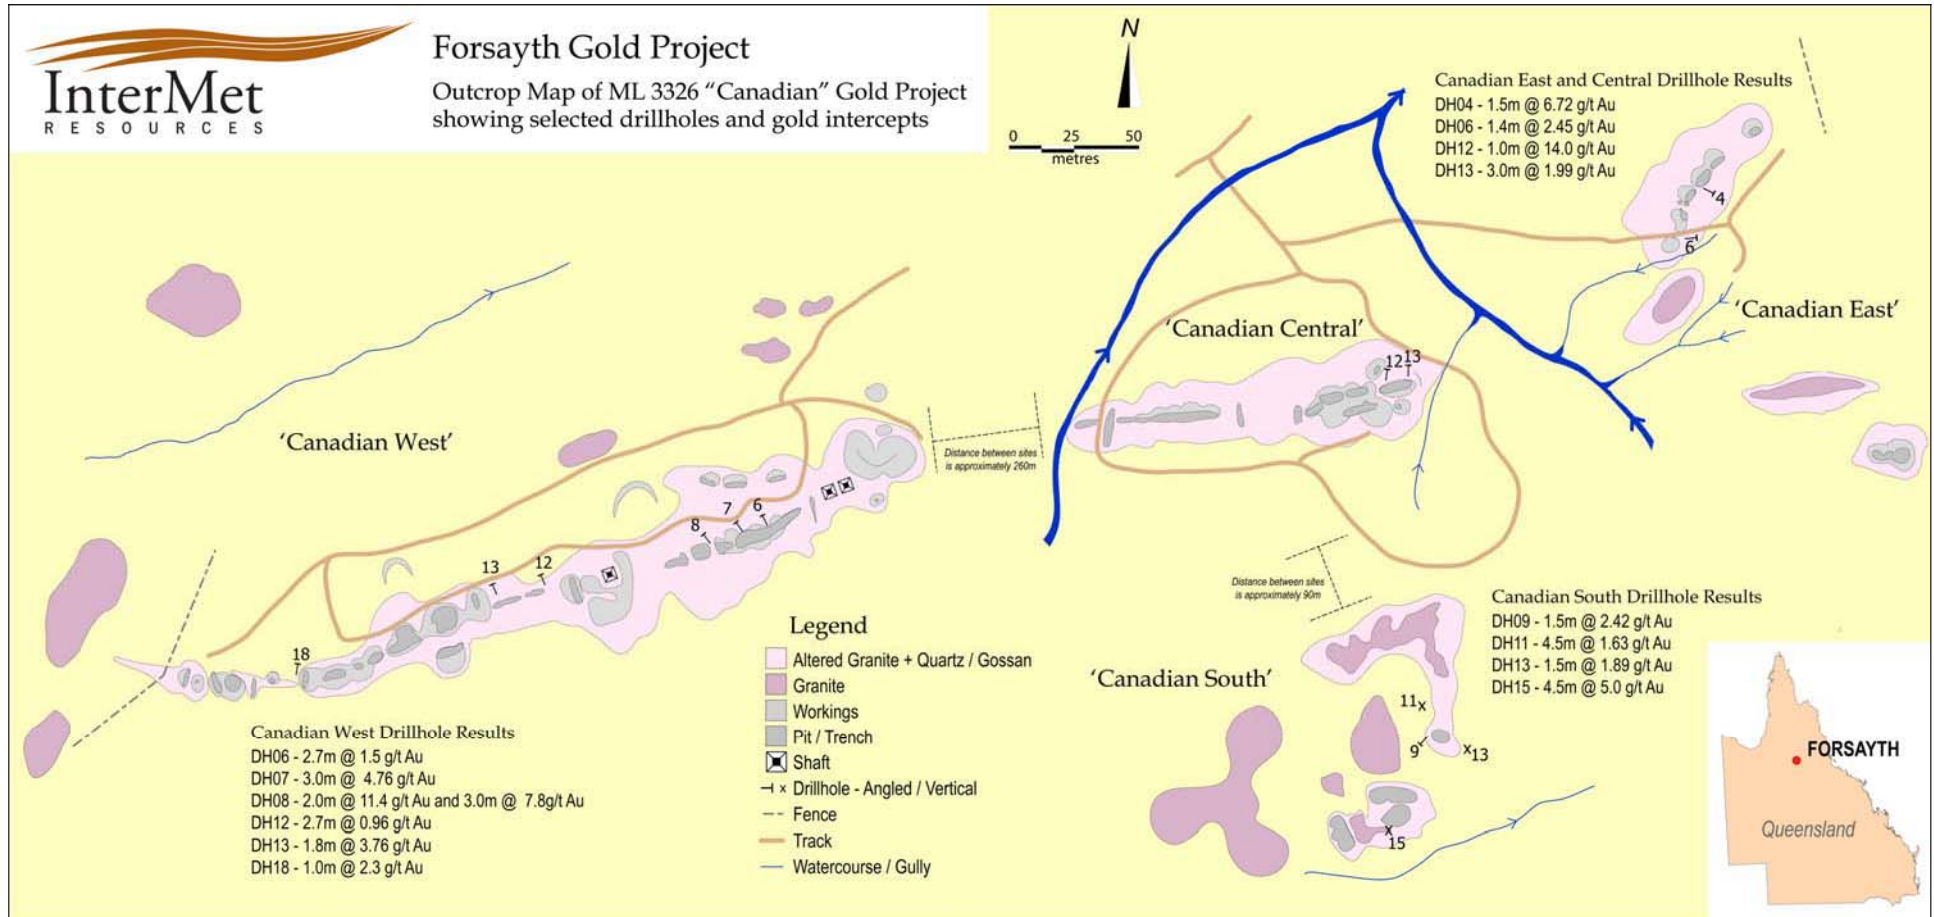 InterMet
RESOURCES
Forsayth Gold Project
Outcrop Map of ML 3326 “Canadian” Gold Project
showing selected drillholes and gold intercepts
N
0 25 50
metres
Canadian East and Central Drillhole Results
DH04 - 1.5m @ 6.72 g/t Au
DH06 - 1.4m @ 2.45 g/t Au
DH12 - 1.0m @ 14.0 g/t Au
DH13 - 3.0m @ 1.99 g/t Au
4
6
‘Canadian East’
‘Canadian Central’
12 13
‘Canadian West’
Distance between sites
is approximately 260m
6
7
8
12
13
18
Distance between sites
is approximately 90m
Canadian South Drillhole Results
DH09 - 1.5m @ 2.42 g/t Au
DH11 - 4.5m @ 1.63 g/t Au
DH13 - 1.5m @ 1.89 g/t Au
DH15 - 4.5m @ 5.0 g/t Au
‘Canadian South’
11x
9
x13
x
15
Legend
Altered Granite + Quartz / Gossan
Granite
Workings
Pit / Trench
Shaft
x Drillhole - Angled / Vertical
Fence
Track
Watercourse / Gully
Canadian West Drillhole Results
DH06 - 2.7m @ 1.5 g/t Au
DH07 - 3.0m @ 4.76 g/t Au
DH08 - 2.0m @ 11.4 g/t Au and 3.0m @ 7.8g/t Au
DH12 - 2.7m @ 0.96 g/t Au
DH13 - 1.8m @ 3.76 g/t Au
DH18 - 1.0m @ 2.3 g/t Au
FORSAYTH
Queensland